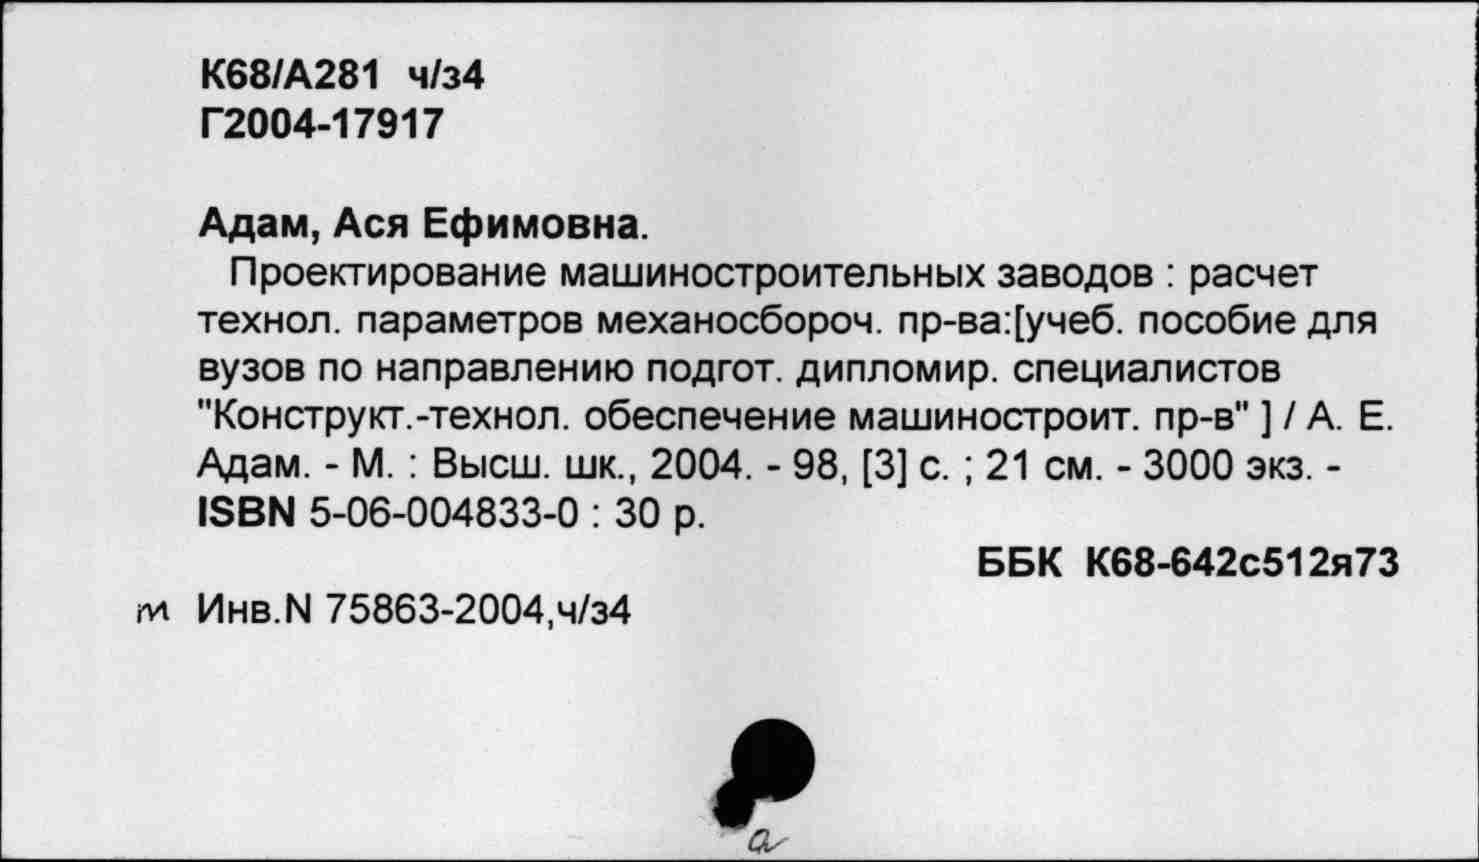 К68/А281 ч/з4
Г2004-17917
Адам, Ася Ефимовна.
Проектирование машиностроительных заводов : расчет
технол. параметров механосбороч. пр-ва:[учеб. пособие для
вузов по направлению подгот. дипломир. специалистов
"Конструкт.-технол. обеспечение машиностроит. пр-в" ] / А. Е.
Адам. - М. : Высш. шк., 2004. - 98, [3] с. ; 21 см. - 3000 экз. -
ISBN 5-06-004833-0 : 30 р.
ББК К68-642с512я73
Инв.N 75863-2004,ч/з4